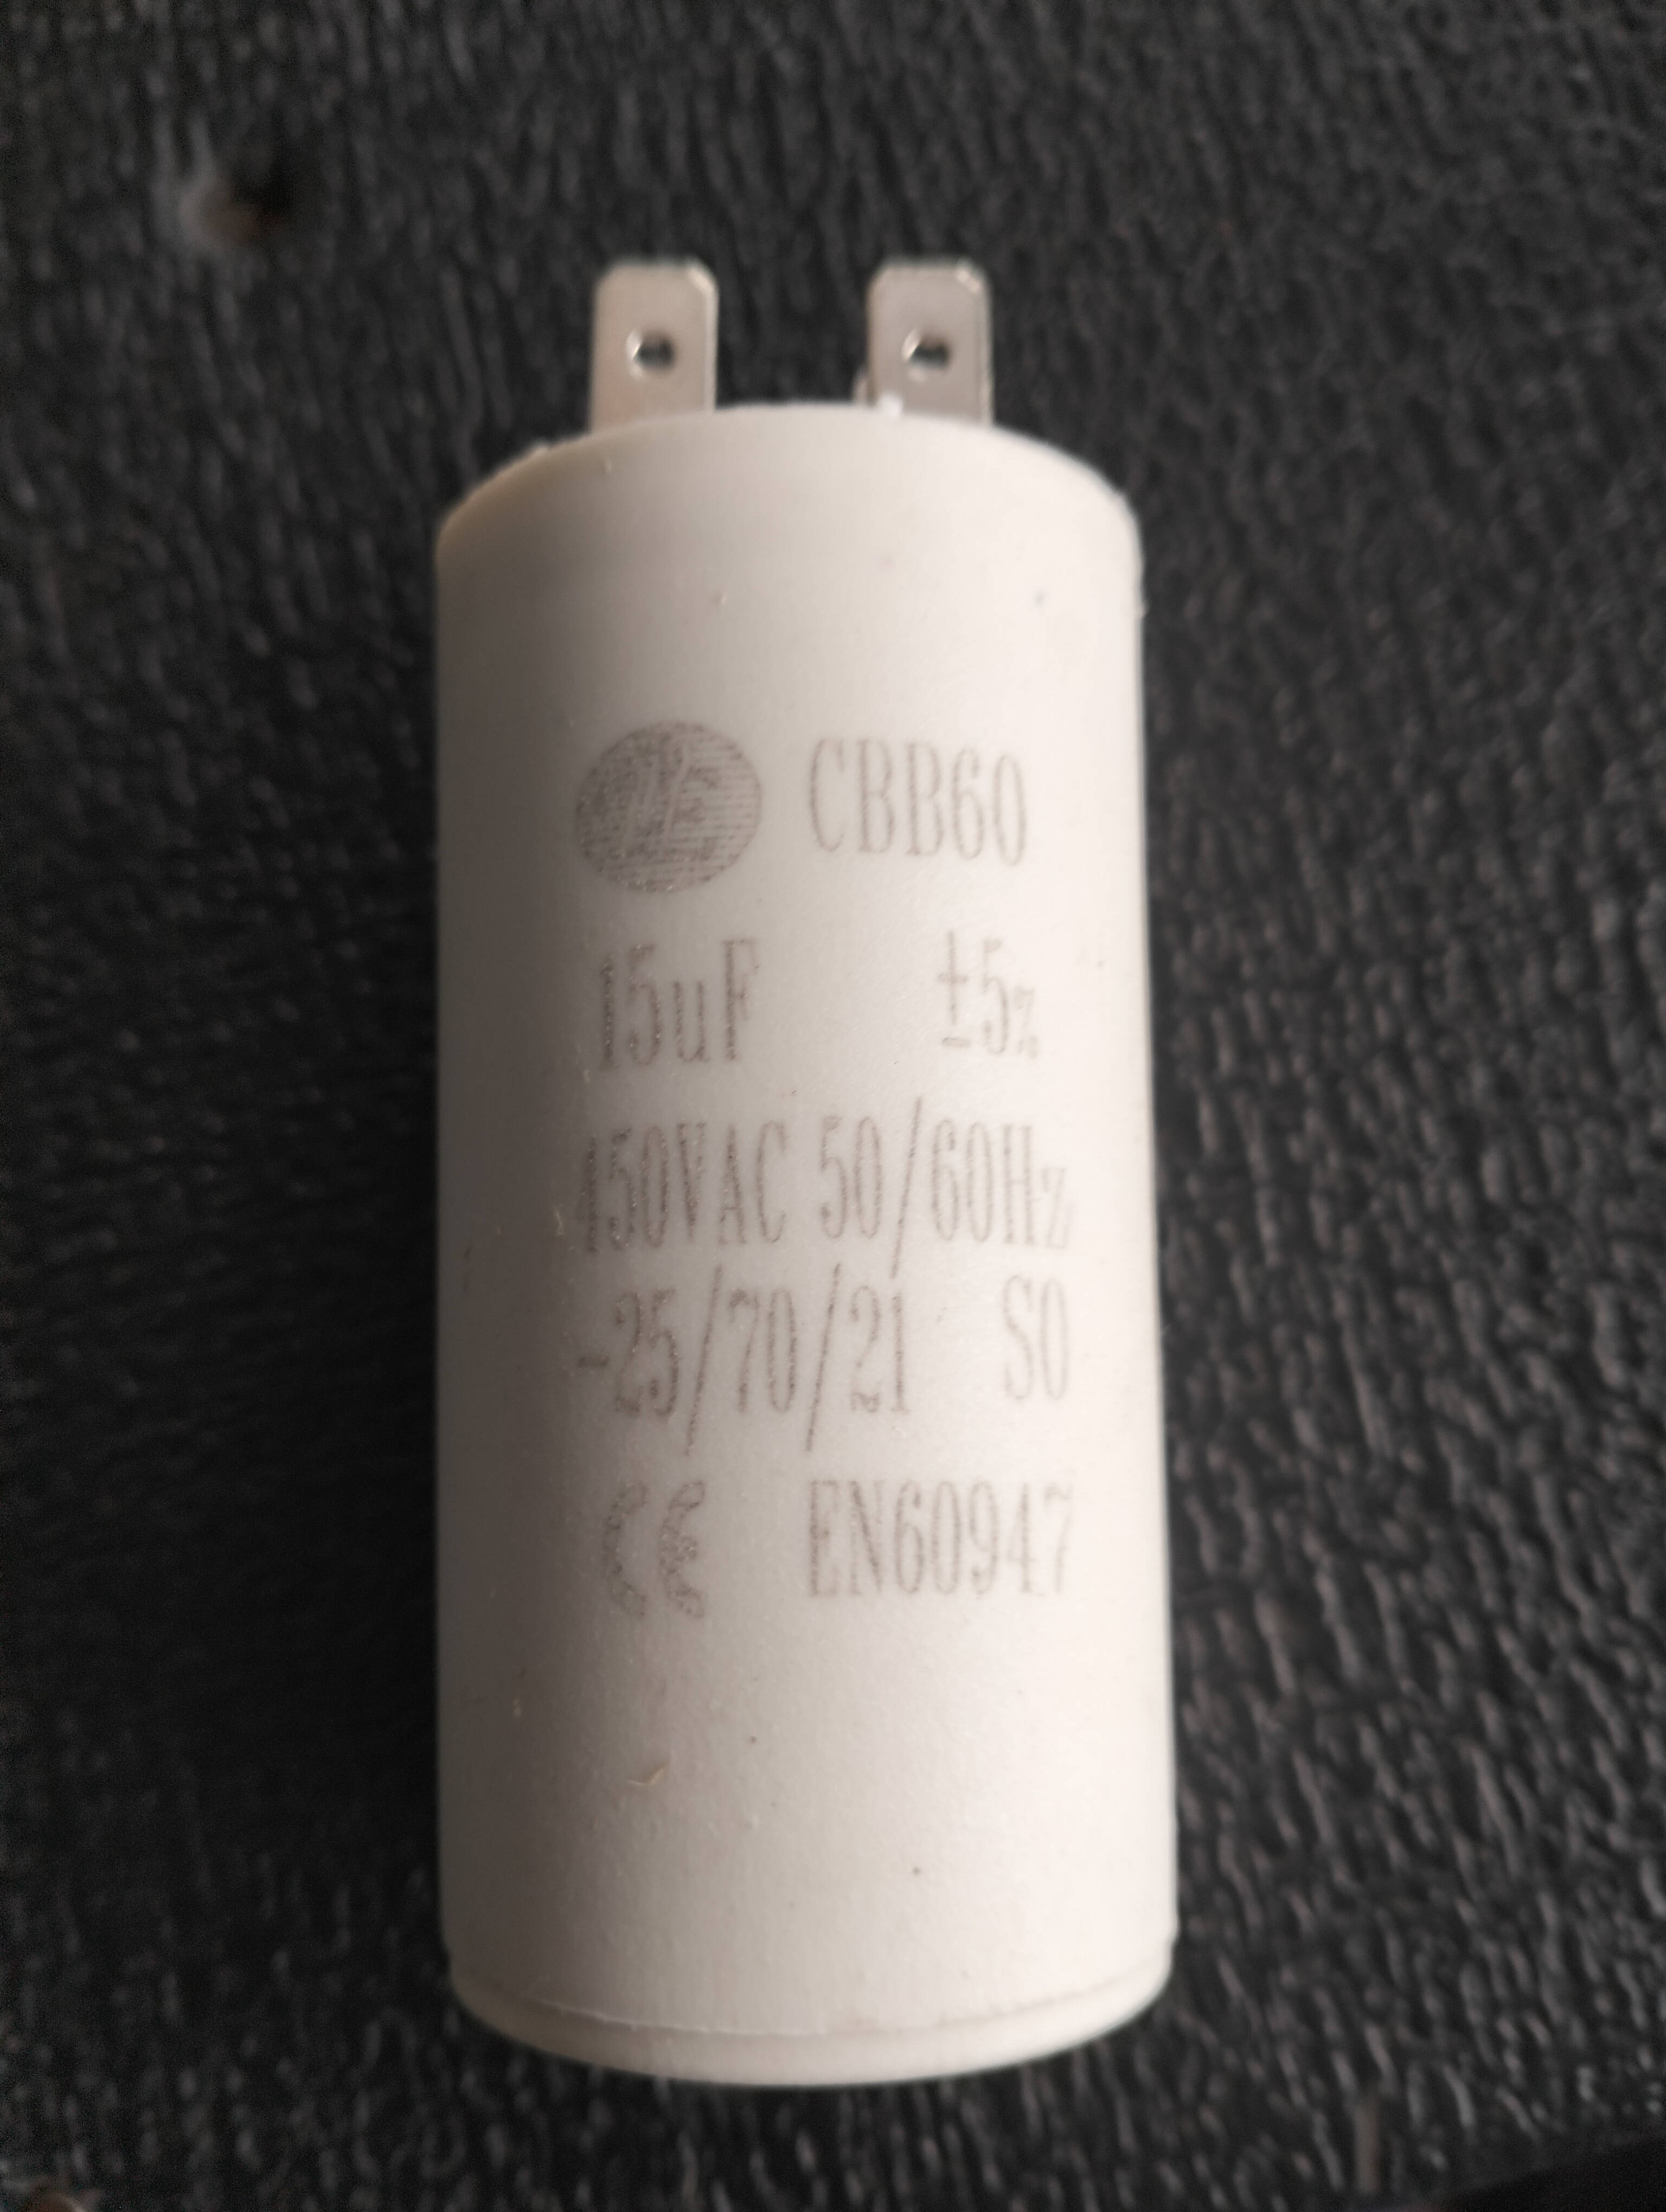 CBB60
15uF ±5%
450VAC 50/60Hz
-25/70/21 S0
CE EN60947